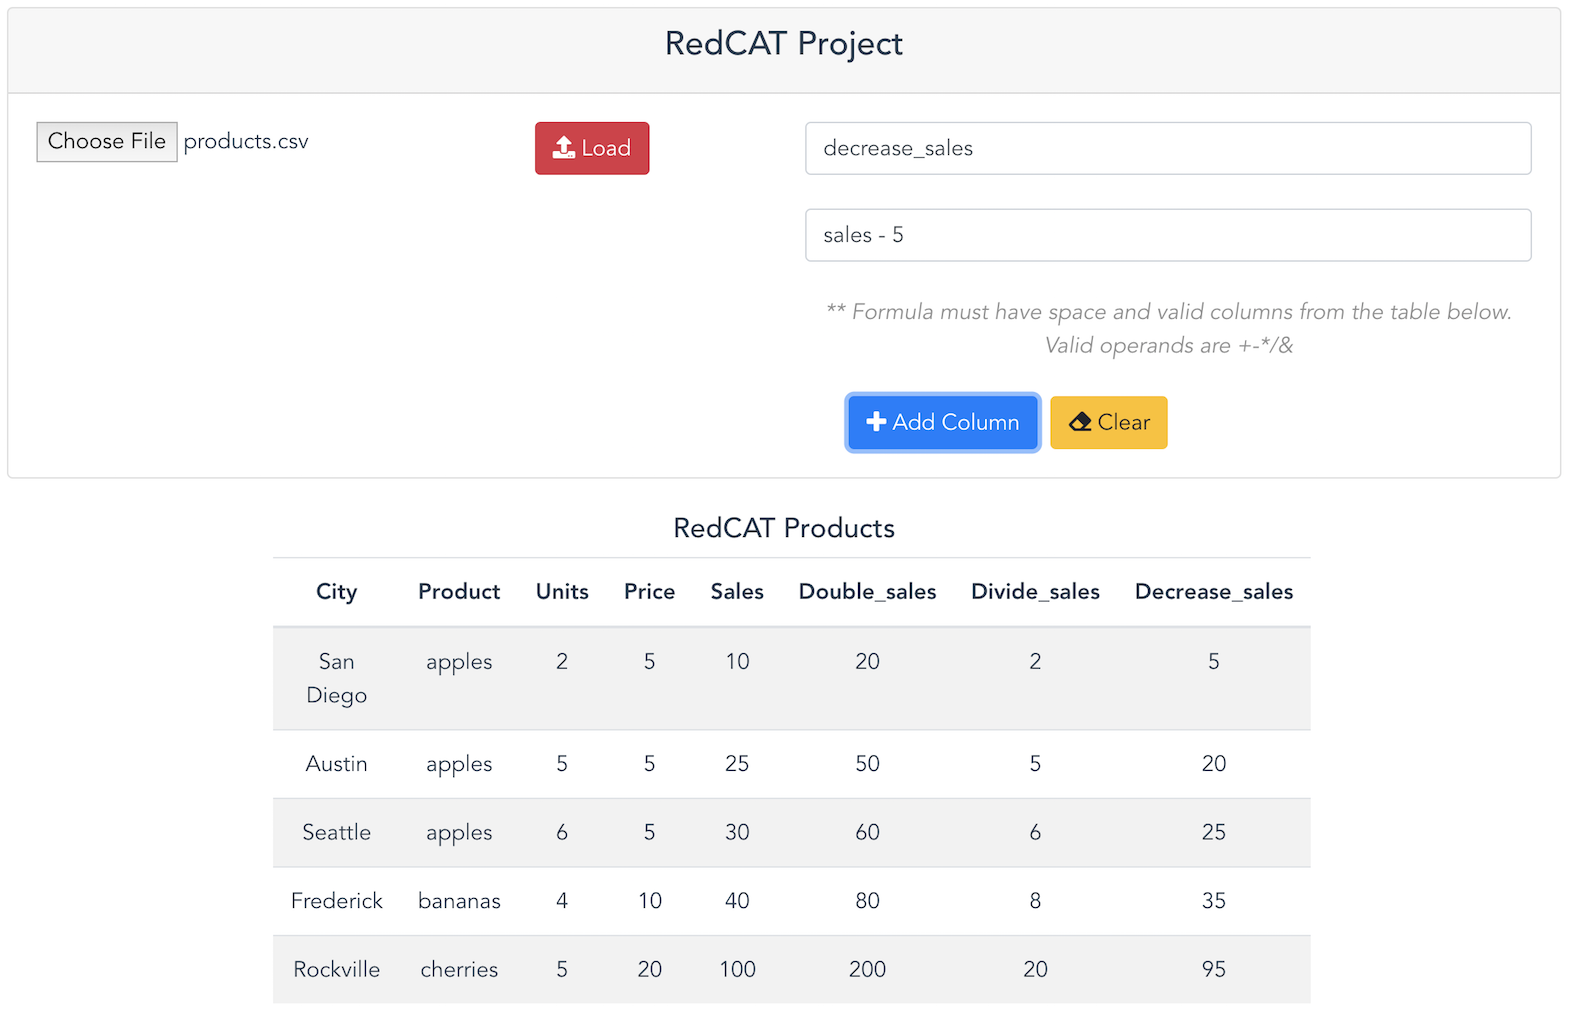 RedCAT Project
Choose File products.csv
Load
decrease_sales
sales - 5
** Formula must have space and valid columns from the table below.
Valid operands are +-*/&
Add Column
Clear
RedCAT Products
City Product Units Price Sales Double_sales Divide_sales Decrease_sales
San Diego apples 2 5 10 20 2 5
Austin apples 5 5 25 50 5 20
Seattle apples 6 5 30 60 6 25
Frederick bananas 4 10 40 80 8 35
Rockville cherries 5 20 100 200 20 95